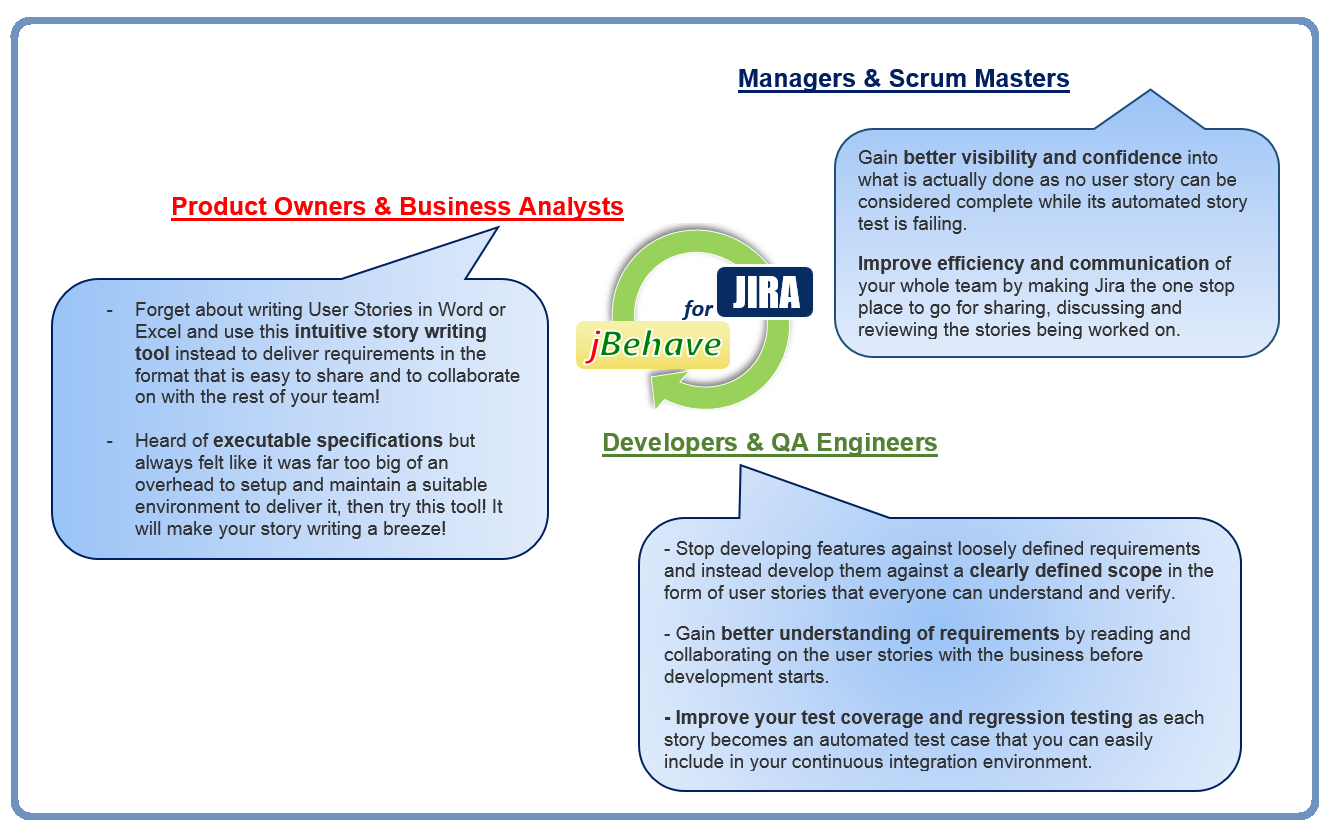 Managers & Scrum Masters
Gain better visibility and confidence into
what is actually done as no user story can be
considered complete while its automated story
test is failing.
Improve efficiency and communication of
your whole team by making Jira the one stop
place to go for sharing, discussing and
reviewing the stories being worked on.
Product Owners & Business Analysts
- Forget about writing User Stories in Word or
Excel and use this intuitive story writing
tool instead to deliver requirements in the
format that is easy to share and to collaborate
on with the rest of your team!
- Heard of executable specifications but
always felt like it was far too big of an
overhead to setup and maintain a suitable
environment to deliver it, then try this tool! It
will make your story writing a breeze!
for JIRA
jBehave
Developers & QA Engineers
- Stop developing features against loosely defined requirements
and instead develop them against a clearly defined scope in the
form of user stories that everyone can understand and verify.
- Gain better understanding of requirements by reading and
collaborating on the user stories with the business before
development starts.
- Improve your test coverage and regression testing as each
story becomes an automated test case that you can easily
include in your continuous integration environment.